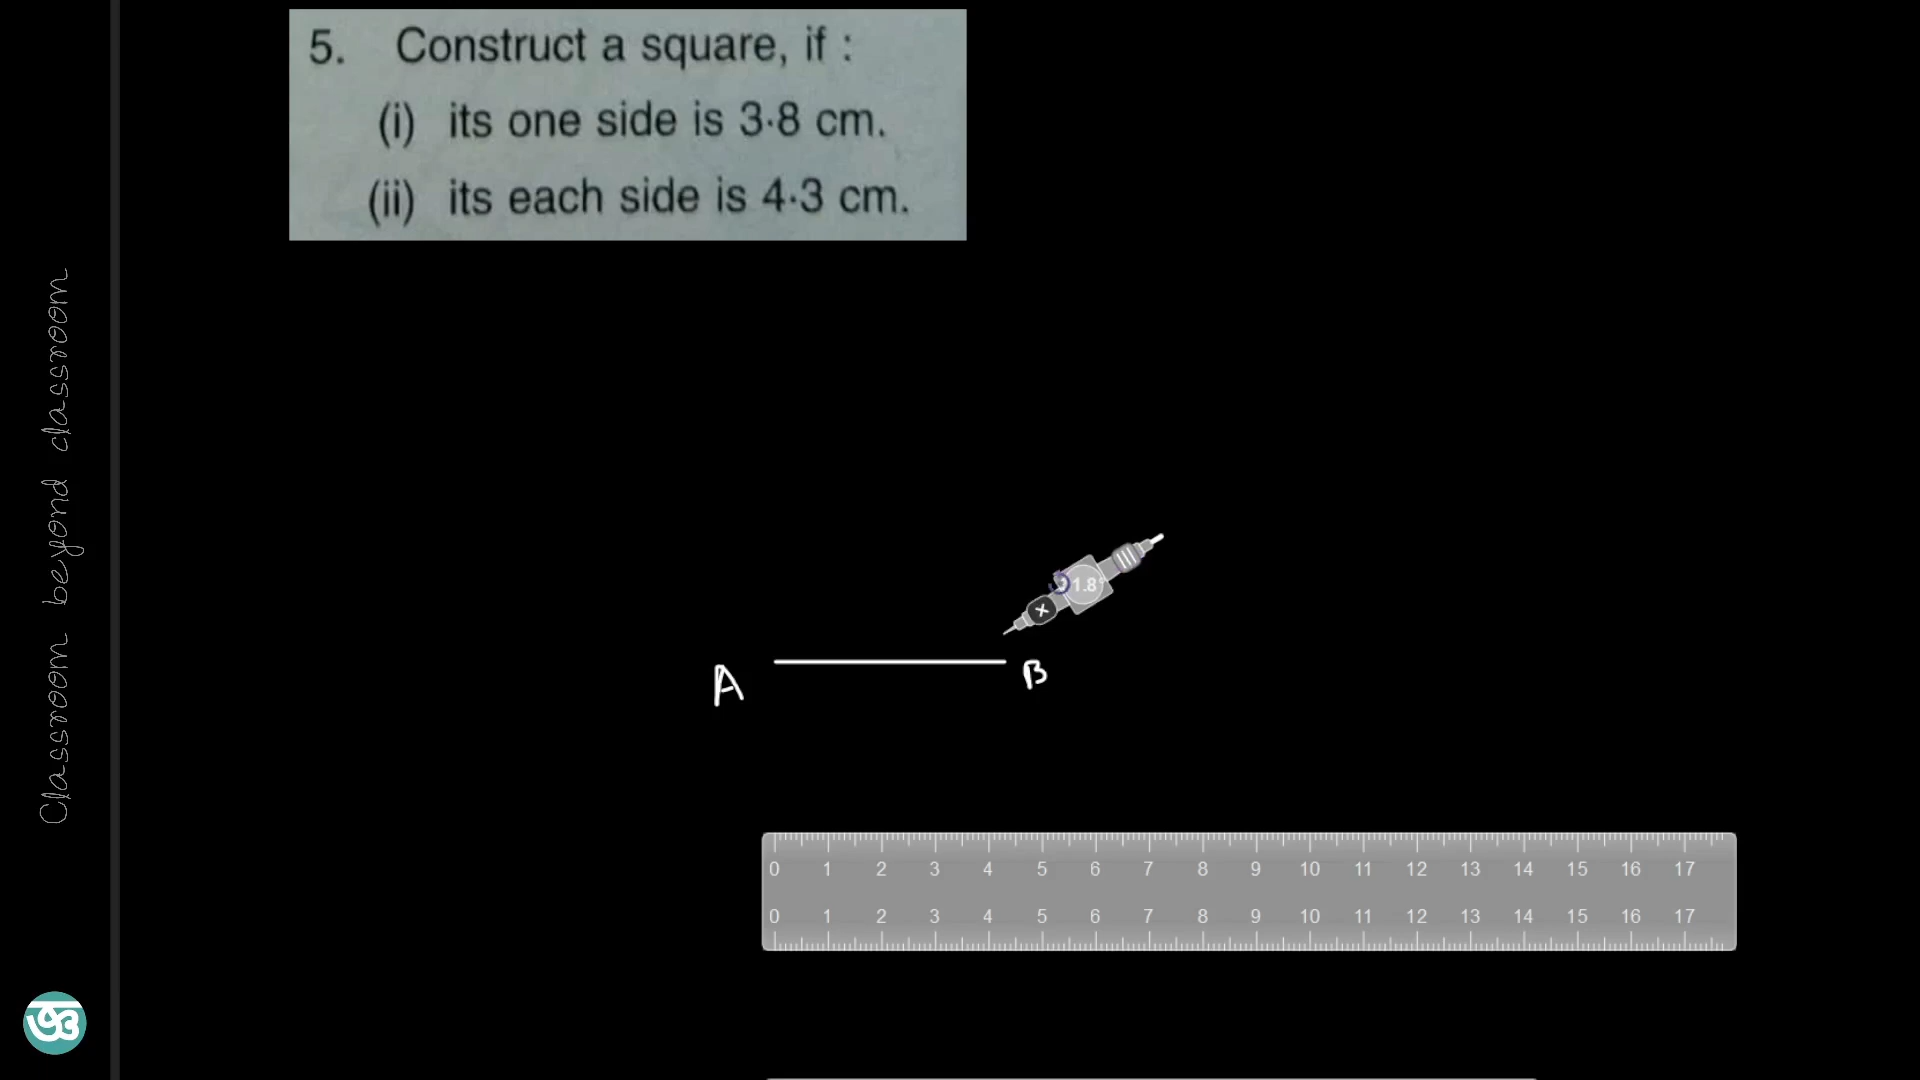 5. Construct a square, if :
(i) its one side is 3·8 cm.
(ii) its each side is 4·3 cm.
Classroom beyond classroom
A
B
0 1 2 3 4 5 6 7 8 9 10 11 12 13 14 15 16 17
0 1 2 3 4 5 6 7 8 9 10 11 12 13 14 15 16 17